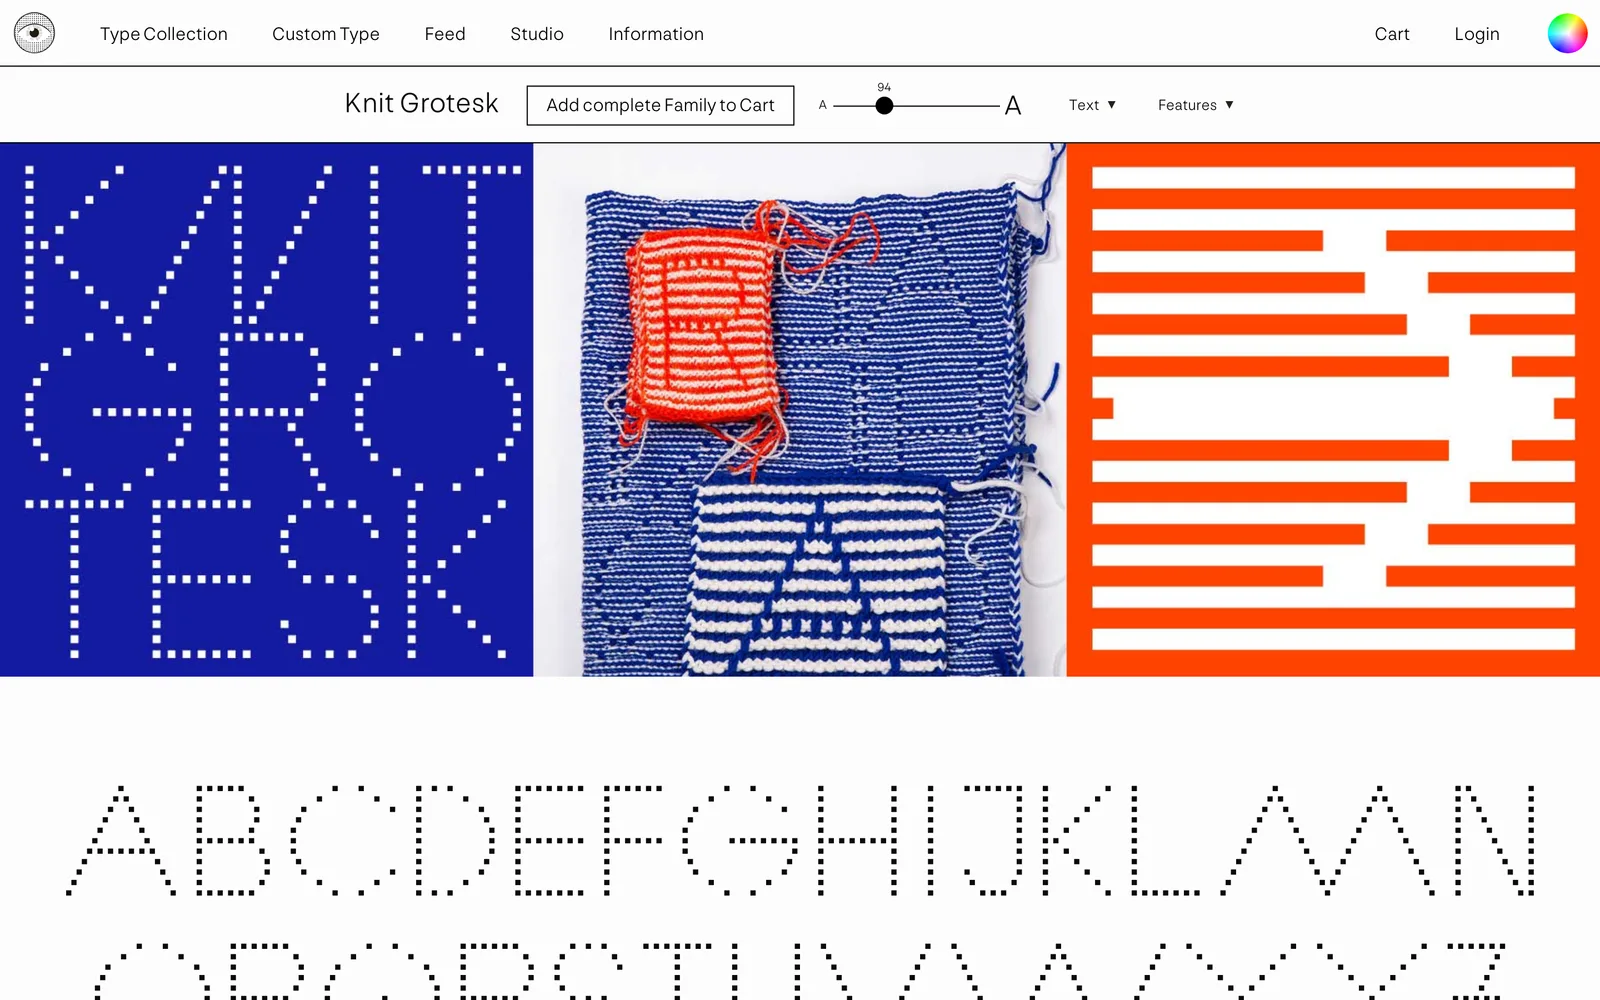 Type Collection
Custom Type
Feed
Studio
Information
Cart
Login
Knit Grotesk
Add complete Family to Cart
A
94
A
Text ▼
Features ▼
KNIT
GRO
TESK
R
A
ABCDEFGHIJKLMN
OPQRSTUVWXYZ